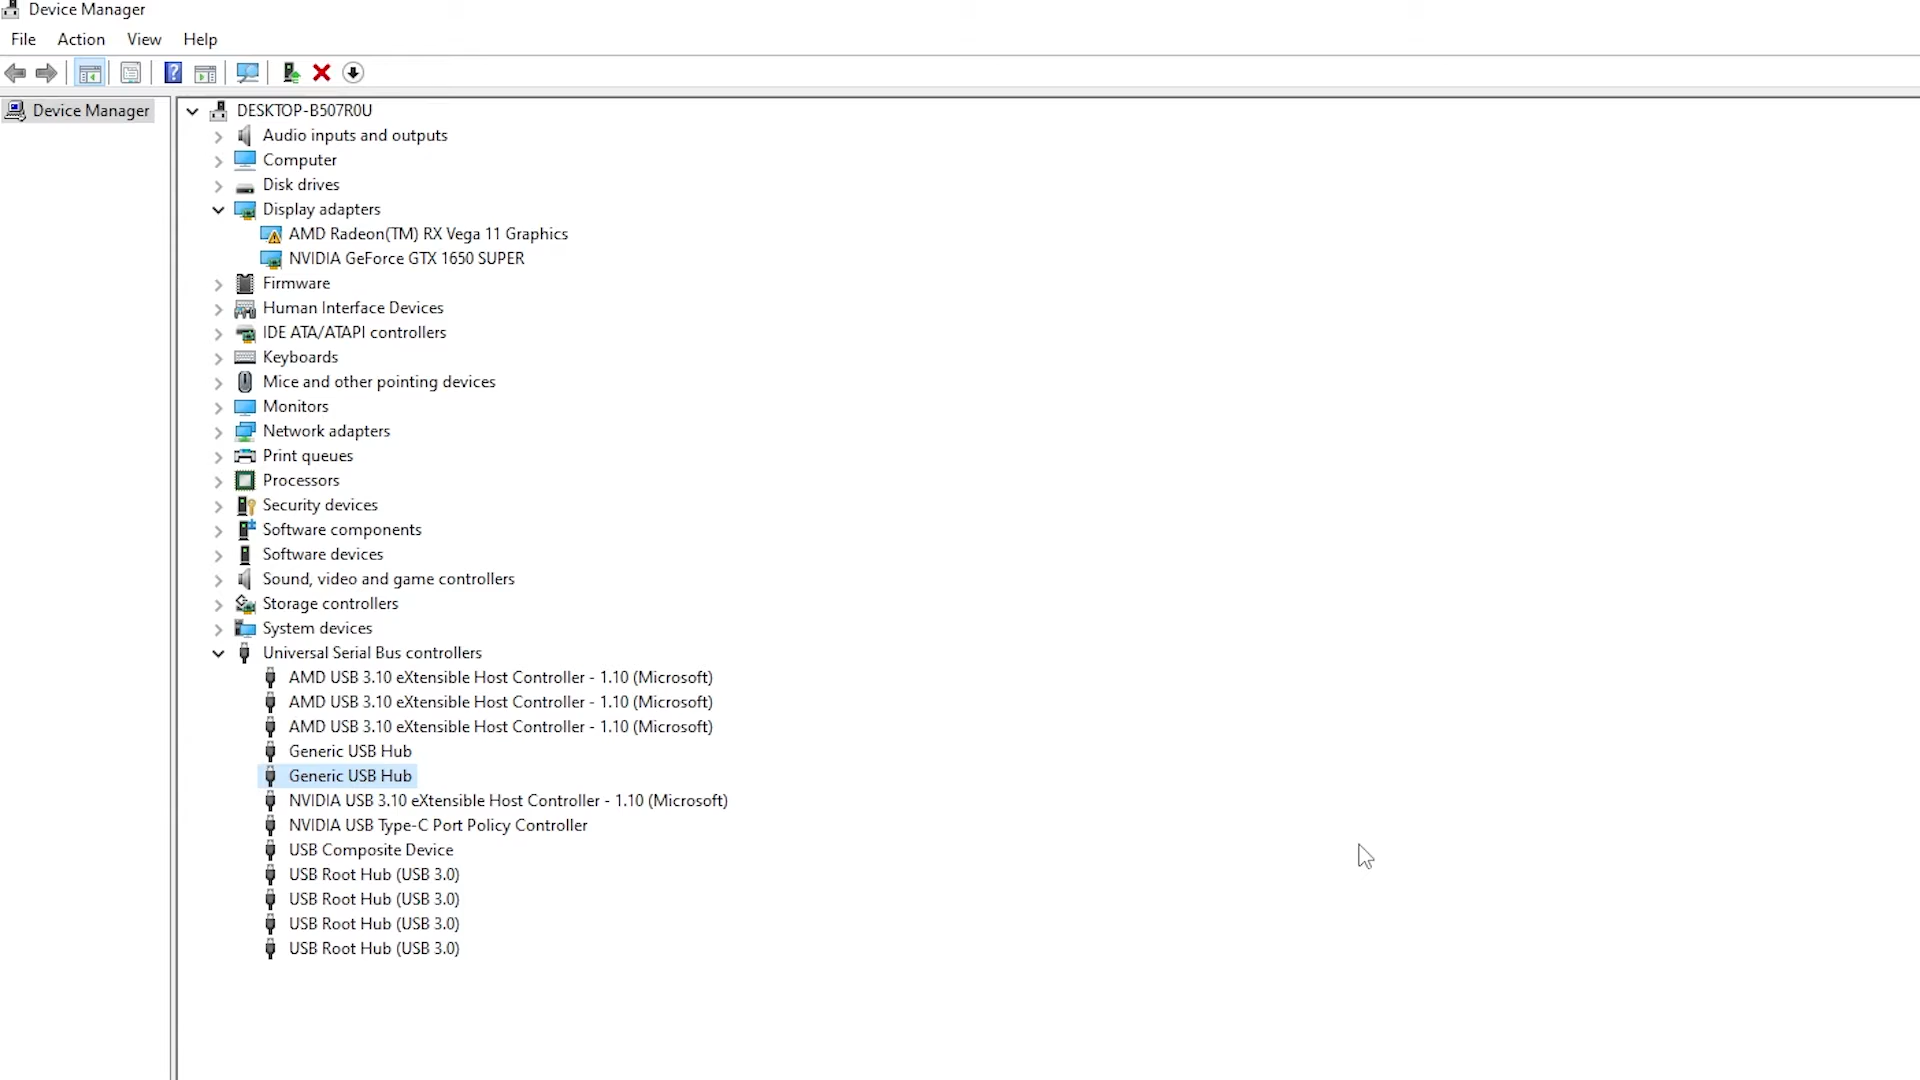 Device Manager
File Action View Help
Device Manager
DESKTOP-B507R0U
Audio inputs and outputs
Computer
Disk drives
Display adapters
AMD Radeon(TM) RX Vega 11 Graphics
NVIDIA GeForce GTX 1650 SUPER
Firmware
Human Interface Devices
IDE ATA/ATAPI controllers
Keyboards
Mice and other pointing devices
Monitors
Network adapters
Print queues
Processors
Security devices
Software components
Software devices
Sound, video and game controllers
Storage controllers
System devices
Universal Serial Bus controllers
AMD USB 3.10 eXtensible Host Controller - 1.10 (Microsoft)
AMD USB 3.10 eXtensible Host Controller - 1.10 (Microsoft)
AMD USB 3.10 eXtensible Host Controller - 1.10 (Microsoft)
Generic USB Hub
Generic USB Hub
NVIDIA USB 3.10 eXtensible Host Controller - 1.10 (Microsoft)
NVIDIA USB Type-C Port Policy Controller
USB Composite Device
USB Root Hub (USB 3.0)
USB Root Hub (USB 3.0)
USB Root Hub (USB 3.0)
USB Root Hub (USB 3.0)